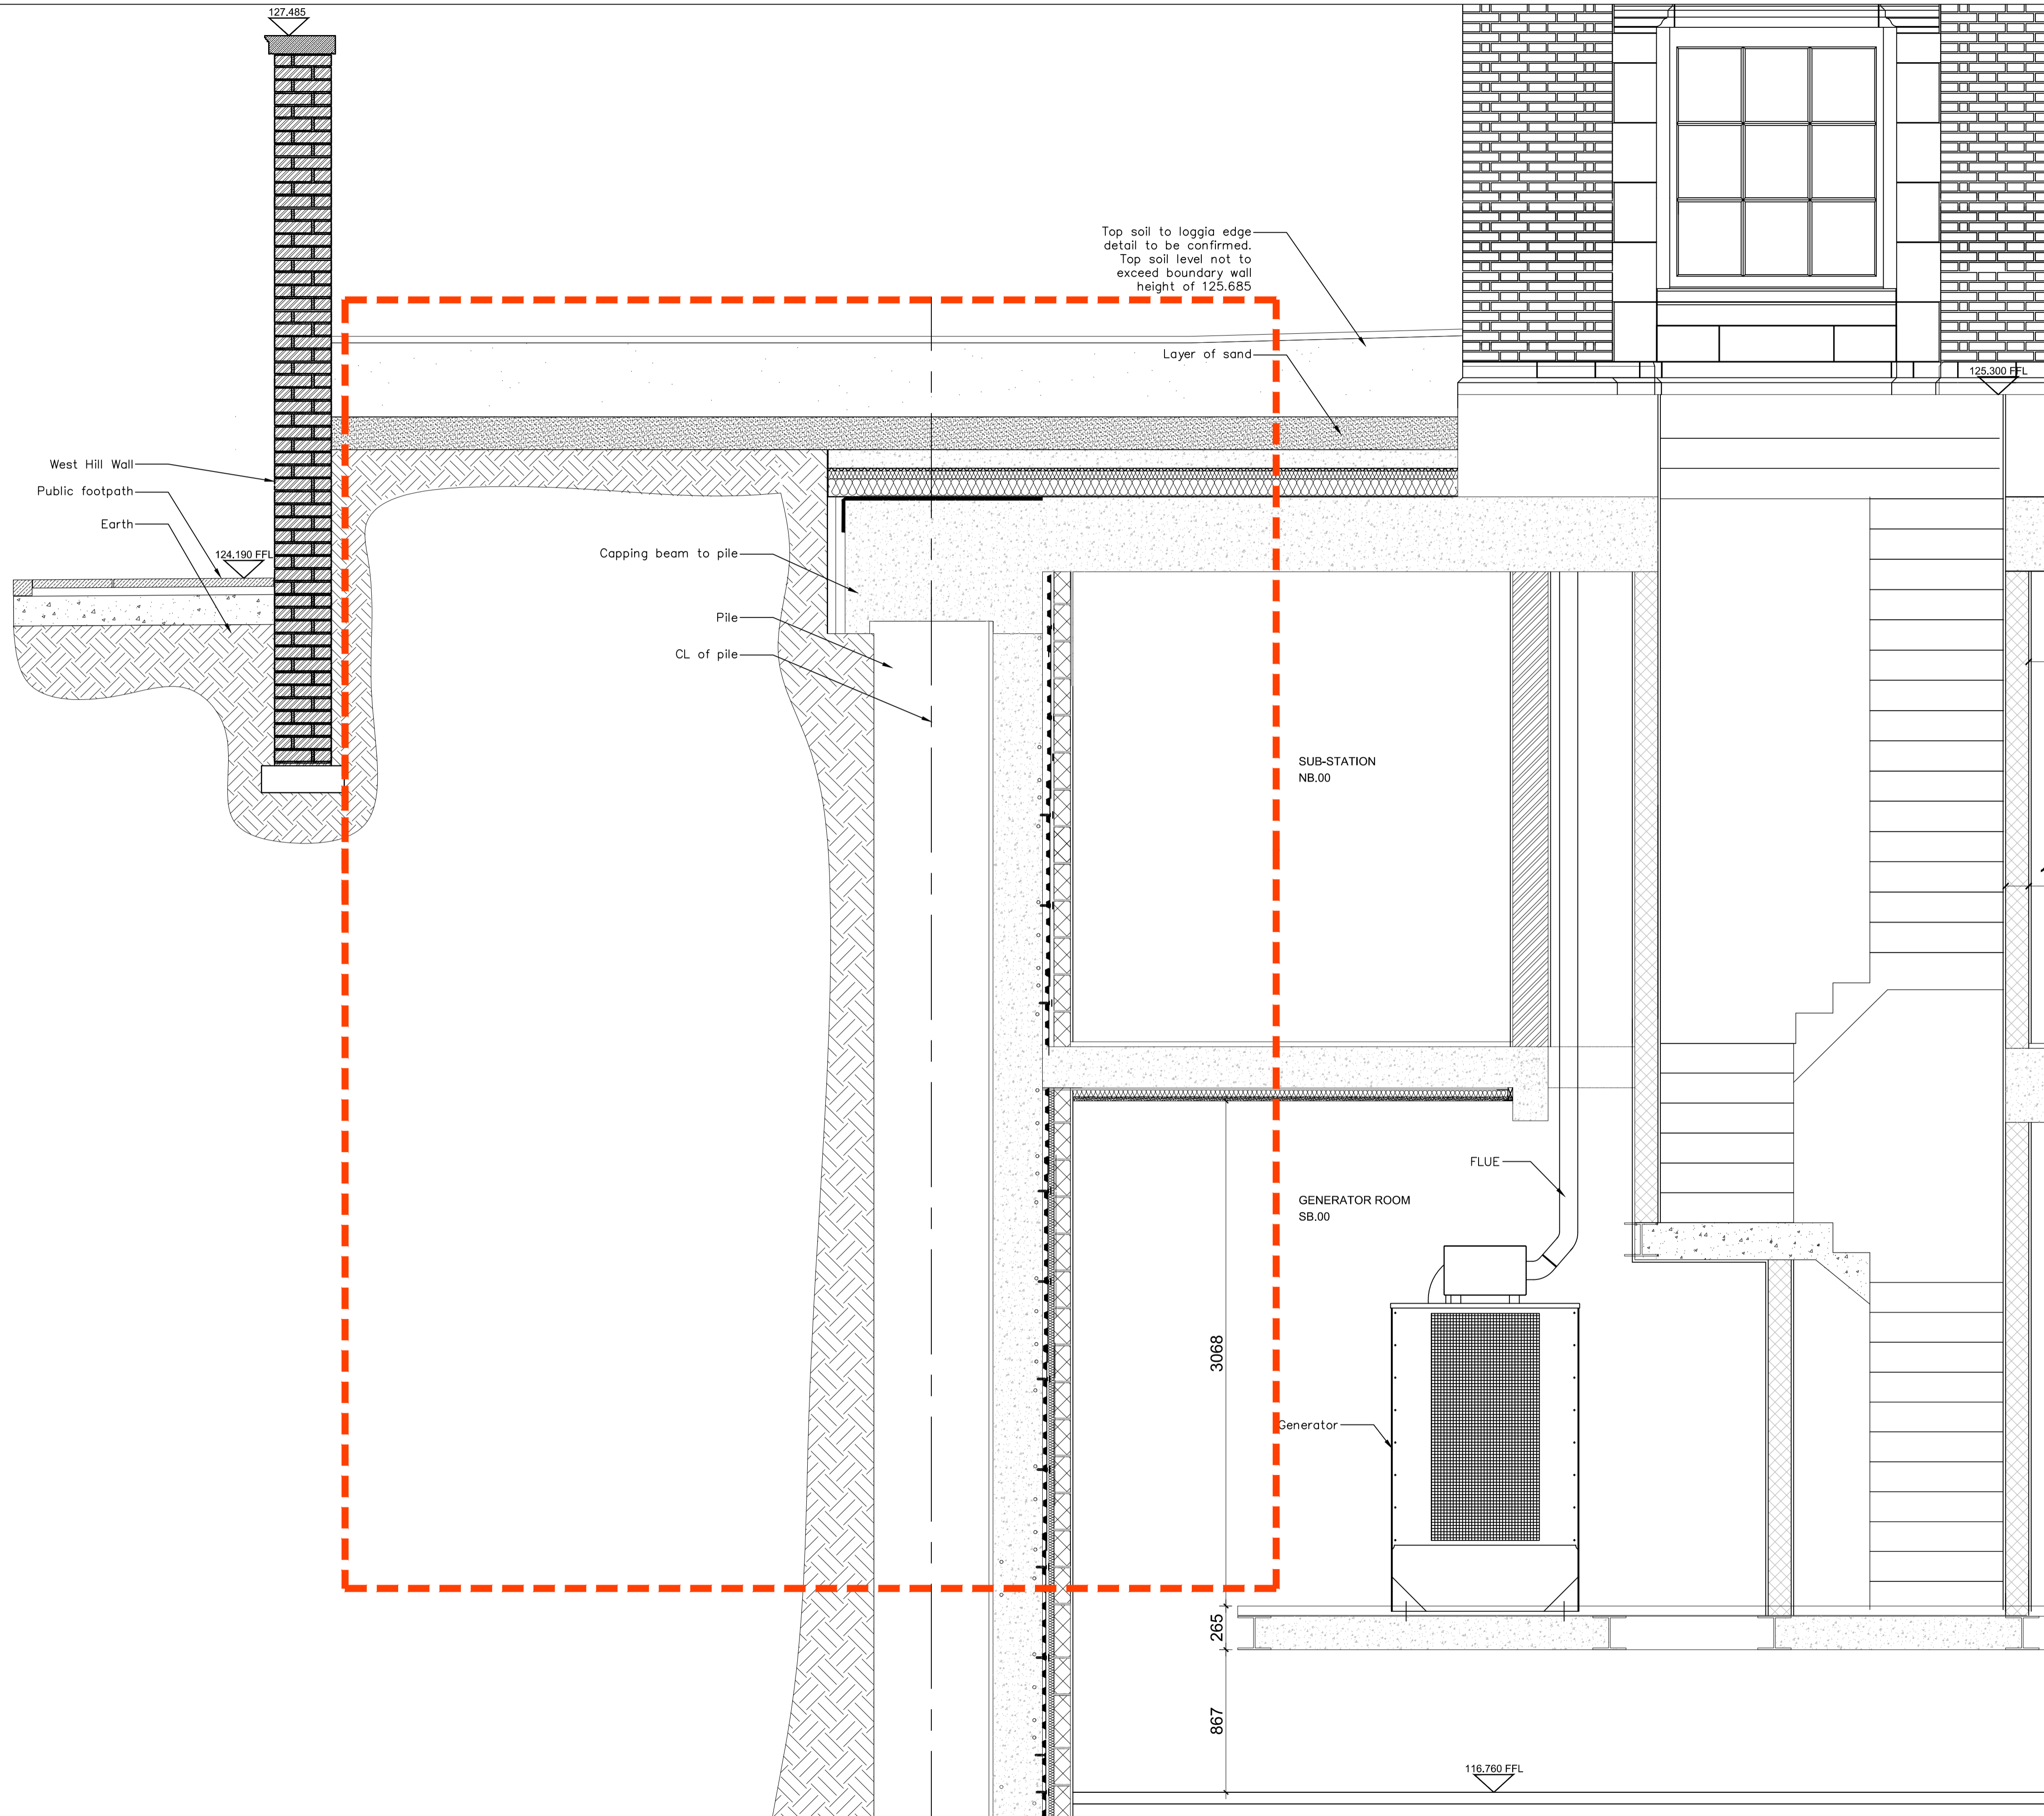 127.485
Top soil to loggia edge
detail to be confirmed.
Top soil level not to
exceed boundary wall
height of 125.685
Layer of sand
125.300 FFL
West Hill Wall
Public footpath
Earth
124.190 FFL
Capping beam to pile
Pile
CL of pile
SUB-STATION
NB.00
FLUE
GENERATOR ROOM
SB.00
3068
Generator
265
867
116.760 FFL